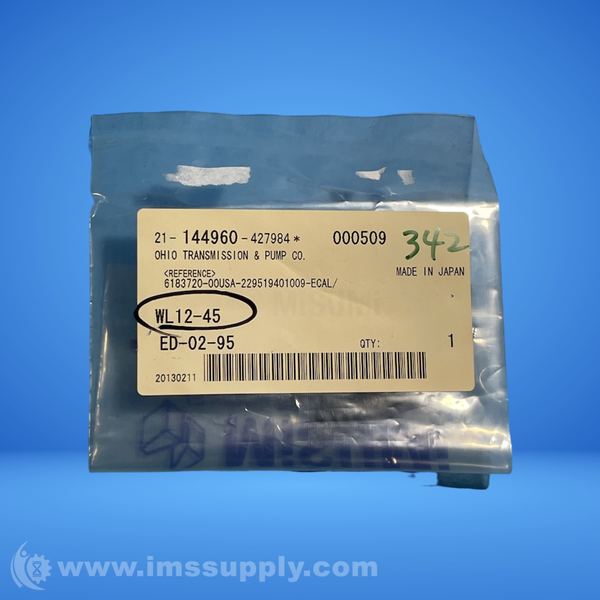 21-144960-427984* 000509 342
OHIO TRANSMISSION & PUMP CO.
MADE IN JAPAN
<REFERENCE>
6183720-00USA-229519401009-ECAL/
WL12-45
ED-02-95 QTY: 1
20130211
MiSUMi
www.imssupply.com